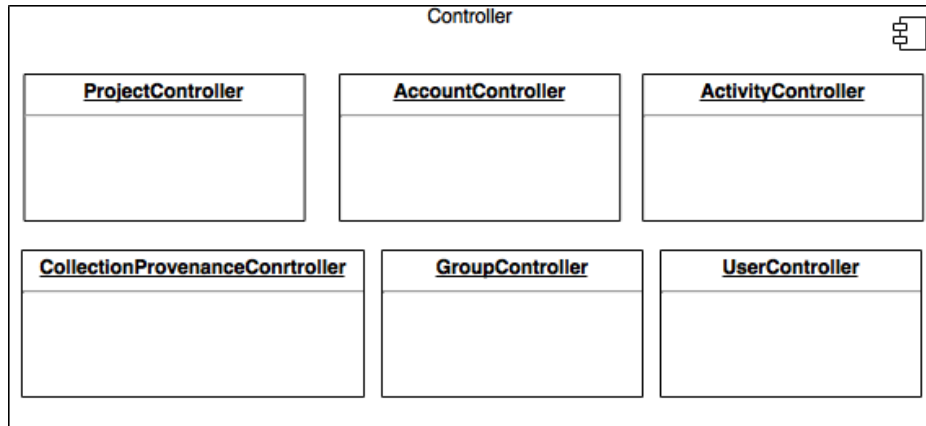 Controller
ProjectController
AccountController
ActivityController
CollectionProvenanceConrtroller
GroupController
UserController